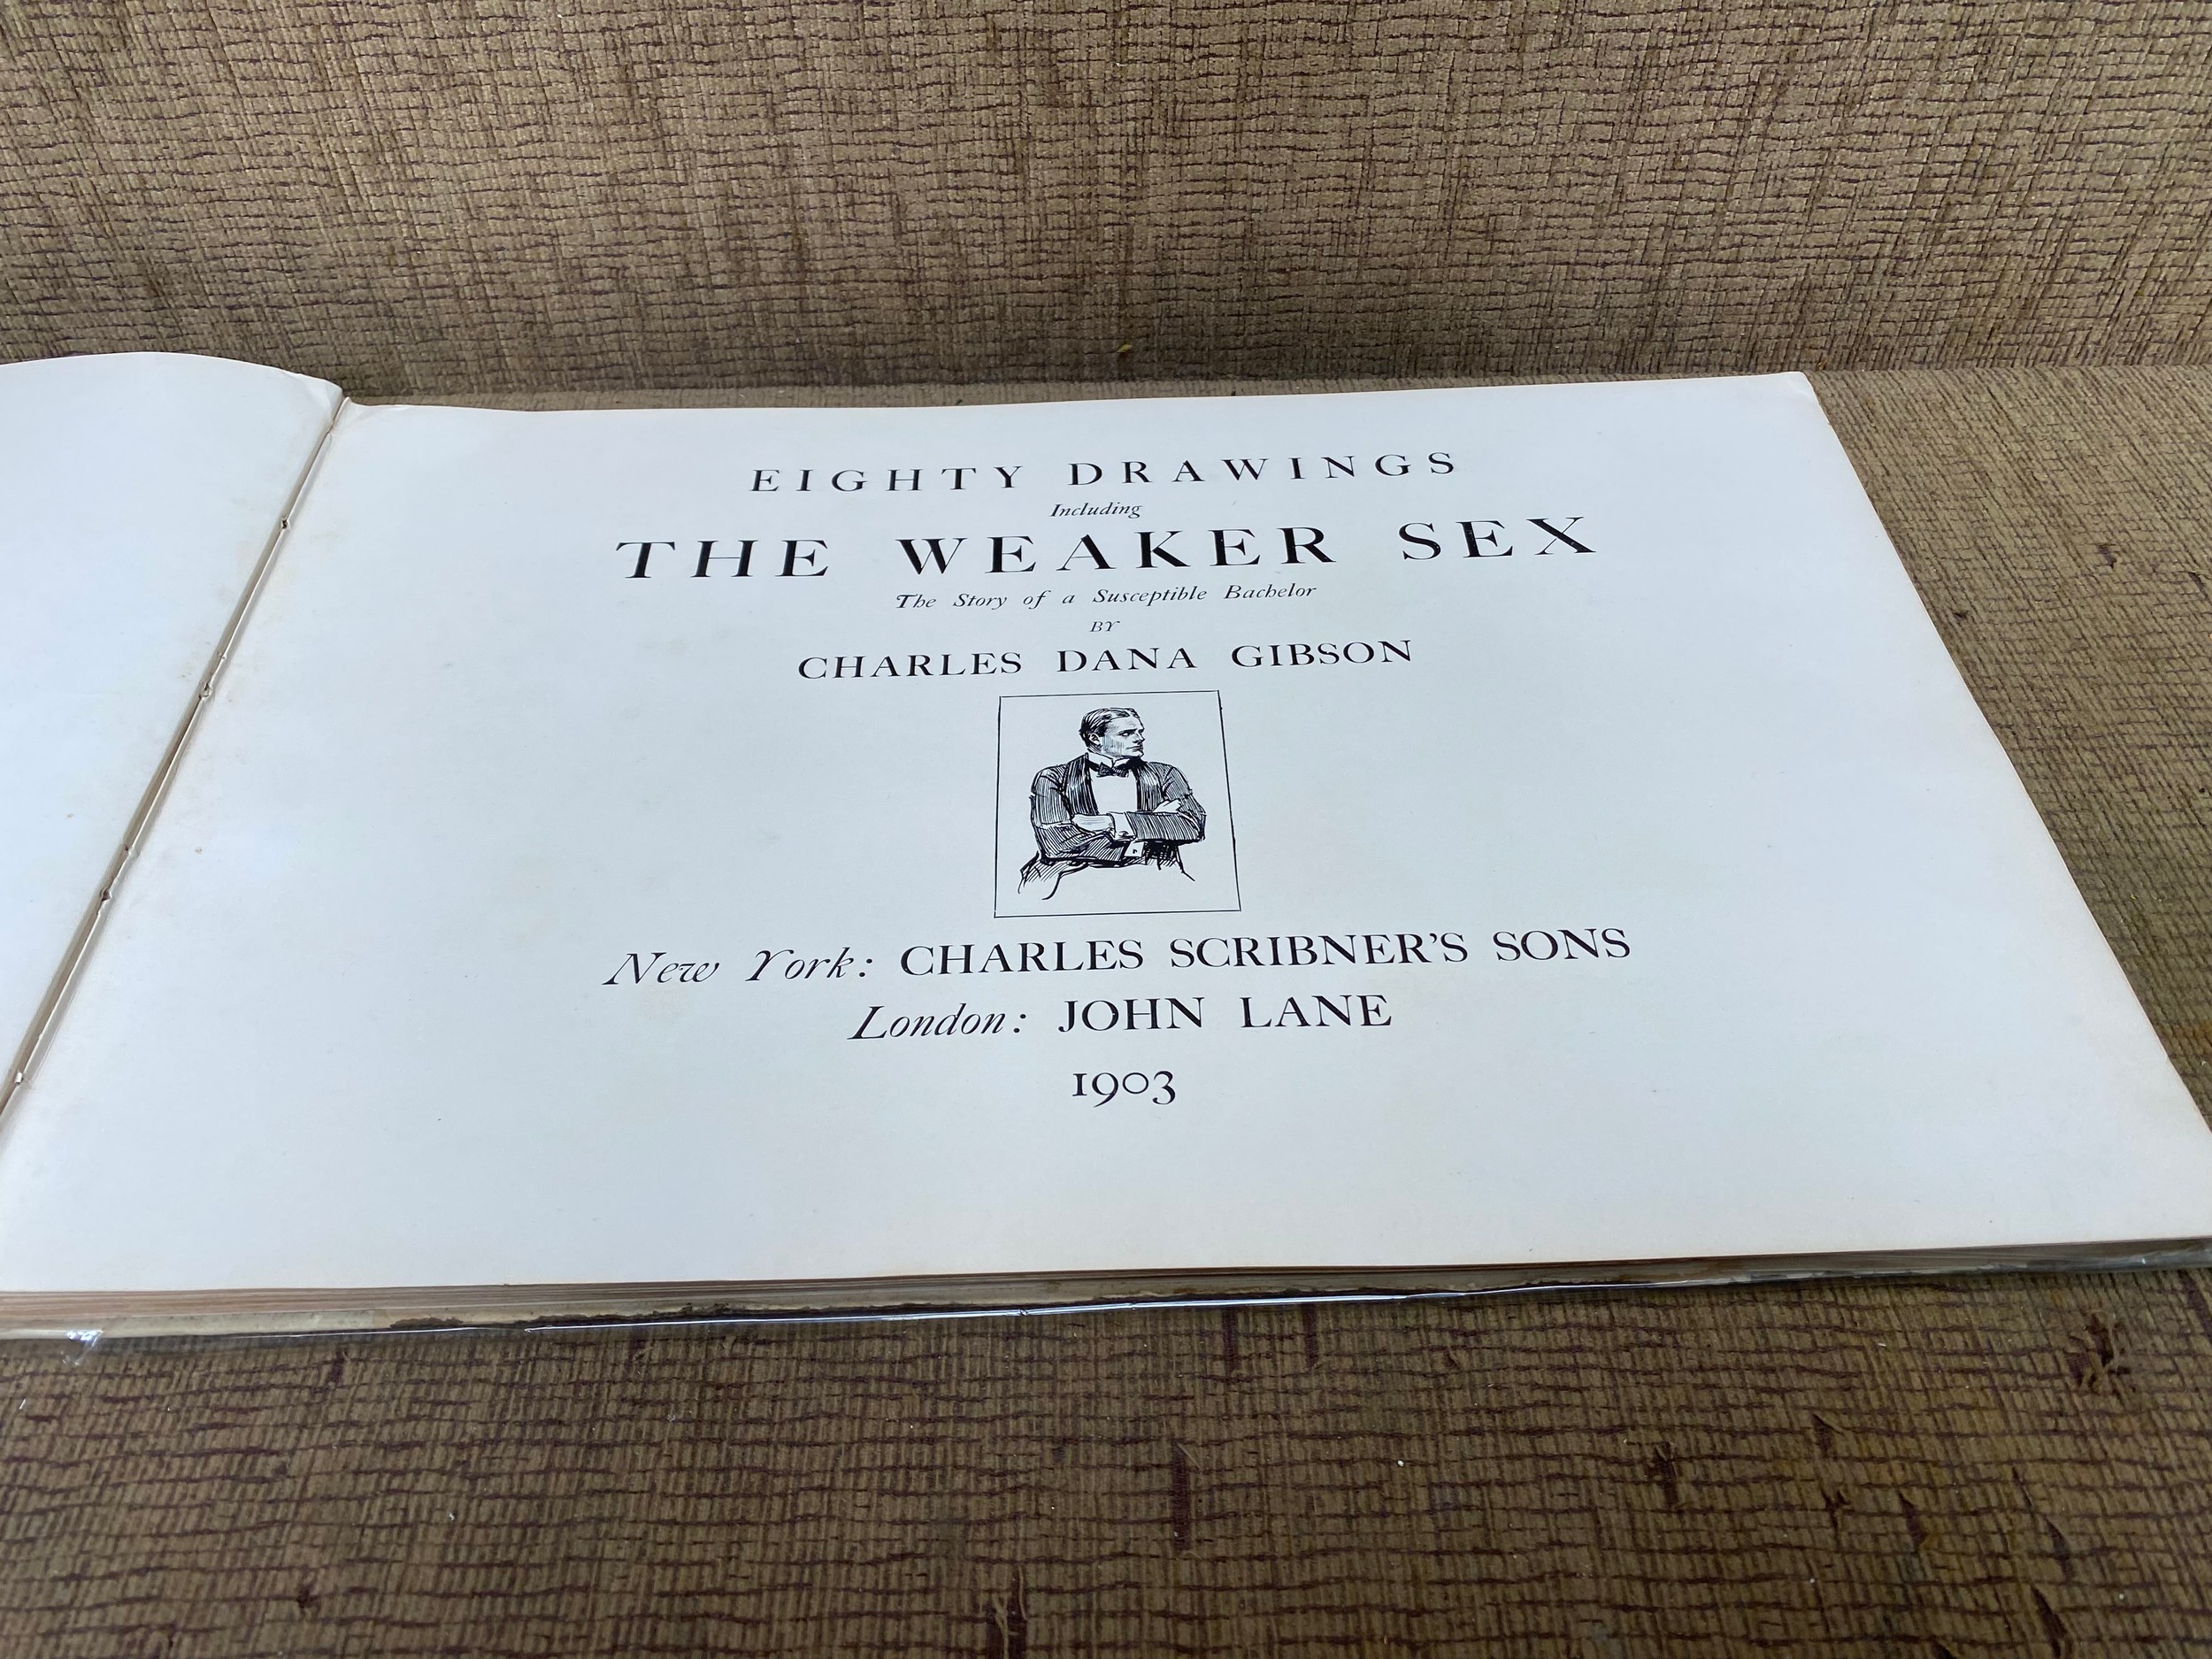 EIGHTY DRAWINGS
Including
THE WEAKER SEX
The Story of a Susceptible Bachelor
BY
CHARLES DANA GIBSON
New York: CHARLES SCRIBNER'S SONS
London: JOHN LANE
1903